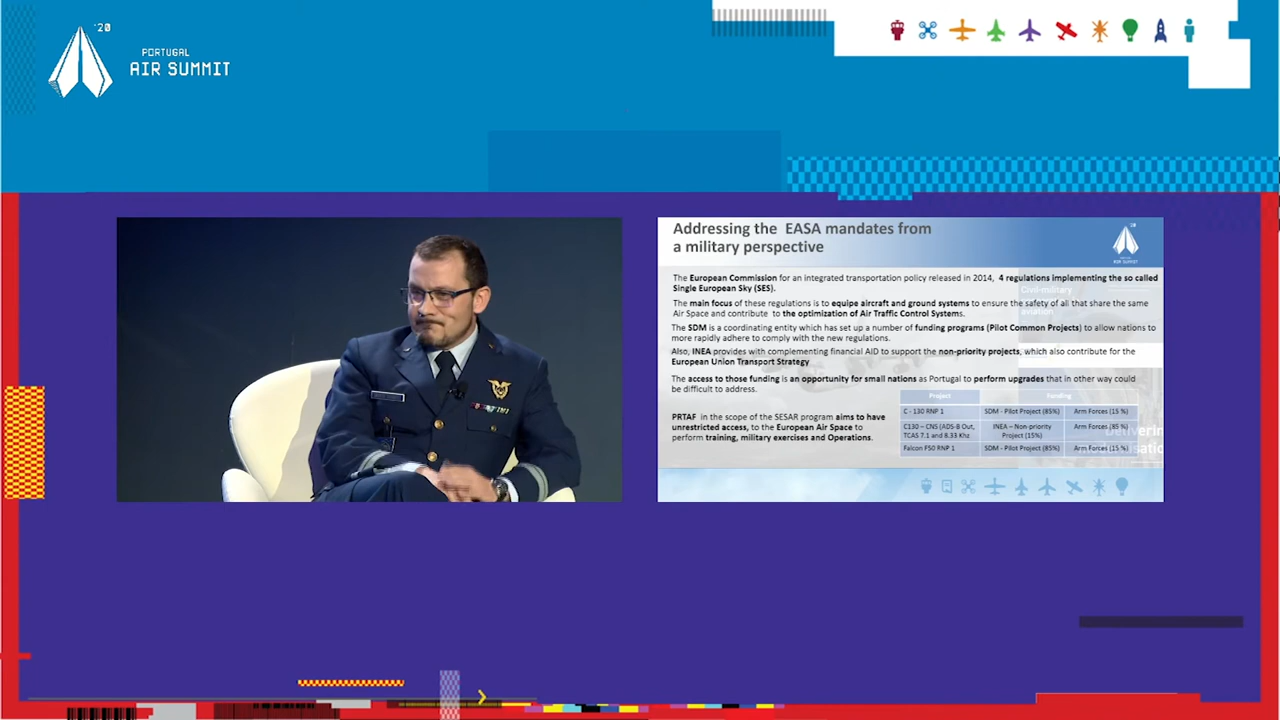 '20
PORTUGAL
AIR SUMMIT
Addressing the EASA mandates from
a military perspective
'20
AIR SUMMIT
The European Commission for an integrated transportation policy released in 2014, 4 regulations implementing the so called
Single European Sky (SES).
Civil-military
aviation
The main focus of these regulations is to equipe aircraft and ground systems to ensure the safety of all that share the same
Air Space and contribute to the optimization of Air Traffic Control Systems.
The SDM is a coordinating entity which has set up a number of funding programs (Pilot Common Projects) to allow nations to
more rapidly adhere to comply with the new regulations.
Also, INEA provides with complementing financial AID to support the non-priority projects, which also contribute for the
European Union Transport Strategy
The access to those funding is an opportunity for small nations as Portugal to perform upgrades that in other way could
be difficult to address.
PRTAF in the scope of the SESAR program aims to have
unrestricted access, to the European Air Space to
perform training, military exercises and Operations.
Project Funding
C - 130 RNP 1 SDM - Pilot Project (85%) Arm Forces (15 %)
C130 – CNS (ADS-B Out, INEA – Non-priority Arm Forces (85 %)
TCAS 7.1 and 8.33 Khz Project (15%)
Falcon F50 RNP 1 SDM - Pilot Project (85%) Arm Forces (15 %)